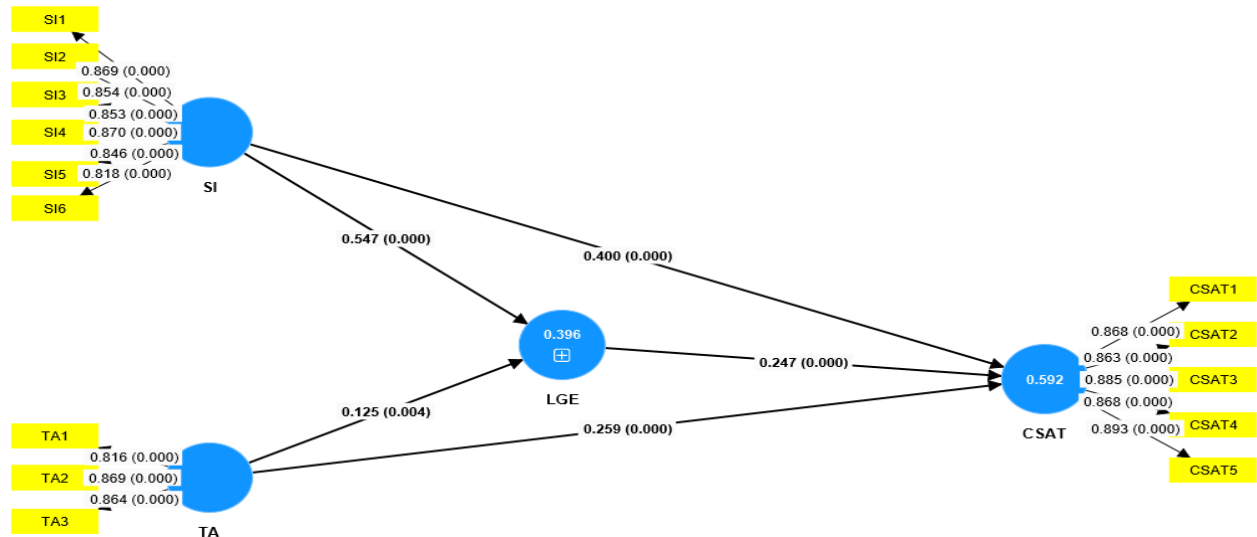 SI1
SI2
SI3
SI4
SI5
SI6
0.869 (0.000)
0.854 (0.000)
0.853 (0.000)
0.870 (0.000)
0.846 (0.000)
0.818 (0.000)
SI
0.547 (0.000)
0.400 (0.000)
0.396
LGE
0.247 (0.000)
0.125 (0.004)
0.259 (0.000)
TA1
TA2
TA3
0.816 (0.000)
0.869 (0.000)
0.864 (0.000)
TA
0.592
CSAT
0.868 (0.000)
0.863 (0.000)
0.885 (0.000)
0.868 (0.000)
0.893 (0.000)
CSAT1
CSAT2
CSAT3
CSAT4
CSAT5